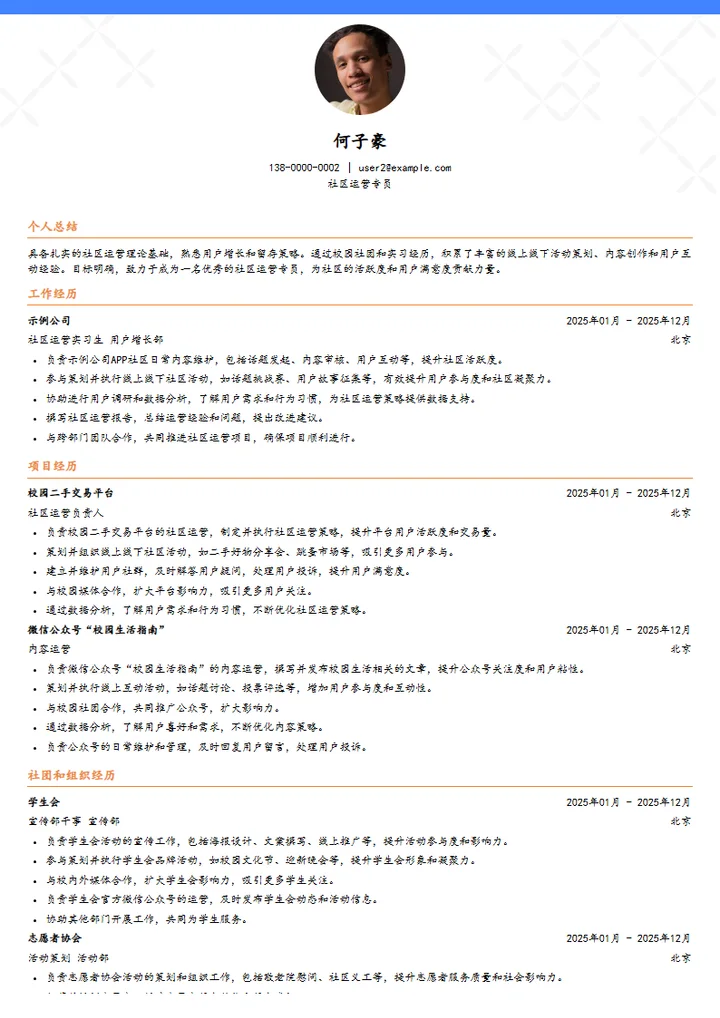 何子豪
138-0000-0002 | user2@example.com
社区运营专员
个人总结
具备扎实的社区运营理论基础，熟悉用户增长和留存策略。通过校园社团和实习经历，积累了丰富的线上线下活动策划、内容创作和用户互
动经验。目标明确，致力于成为一名优秀的社区运营专员，为社区的活跃度和用户满意度贡献力量。
工作经历
示例公司 2025年01月 - 2025年12月
社区运营实习生 用户增长部 北京
• 负责示例公司APP社区日常内容维护，包括话题发起、内容审核、用户互动等，提升社区活跃度。
• 参与策划并执行线上线下社区活动，如话题挑战赛、用户故事征集等，有效提升用户参与度和社区凝聚力。
• 协助进行用户调研和数据分析，了解用户需求和行为习惯，为社区运营策略提供数据支持。
• 撰写社区运营报告，总结运营经验和问题，提出改进建议。
• 与跨部门团队合作，共同推进社区运营项目，确保项目顺利进行。
项目经历
校园二手交易平台 2025年01月 - 2025年12月
社区运营负责人 北京
• 负责校园二手交易平台的社区运营，制定并执行社区运营策略，提升平台用户活跃度和交易量。
• 策划并组织线上线下社区活动，如二手好物分享会、跳蚤市场等，吸引更多用户参与。
• 建立并维护用户社群，及时解答用户疑问，处理用户投诉，提升用户满意度。
• 与校园媒体合作，扩大平台影响力，吸引更多用户关注。
• 通过数据分析，了解用户需求和行为习惯，不断优化社区运营策略。
微信公众号“校园生活指南” 2025年01月 - 2025年12月
内容运营 北京
• 负责微信公众号“校园生活指南”的内容运营，撰写并发布校园生活相关的文章，提升公众号关注度和用户粘性。
• 策划并执行线上互动活动，如话题讨论、投票评选等，增加用户参与度和互动性。
• 与校园社团合作，共同推广公众号，扩大影响力。
• 通过数据分析，了解用户喜好和需求，不断优化内容策略。
• 负责公众号的日常维护和管理，及时回复用户留言，处理用户投诉。
社团和组织经历
学生会 2025年01月 - 2025年12月
宣传部干事 宣传部 北京
• 负责学生会活动的宣传工作，包括海报设计、文案撰写、线上推广等，提升活动参与度和影响力。
• 参与策划并执行学生会品牌活动，如校园文化节、迎新晚会等，提升学生会形象和凝聚力。
• 与校内外媒体合作，扩大学生会影响力，吸引更多学生关注。
• 负责学生会官方微信公众号的运营，及时发布学生会动态和活动信息。
• 协助其他部门开展工作，共同为学生服务。
志愿者协会 2025年01月 - 2025年12月
活动策划 活动部 北京
• 负责志愿者协会活动的策划和组织工作，包括敬老院慰问、社区义工等，提升志愿者服务质量和社会影响力。